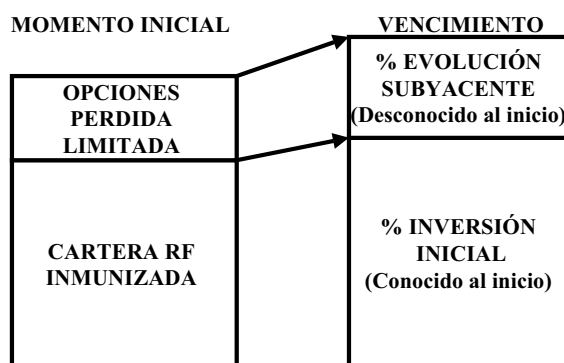 MOMENTO INICIAL
VENCIMIENTO
OPCIONES
PERDIDA
LIMITADA
% EVOLUCIÓN
SUBYACENTE
(Desconocido al inicio)
CARTERA RF
INMUNIZADA
% INVERSIÓN
INICIAL
(Conocido al inicio)